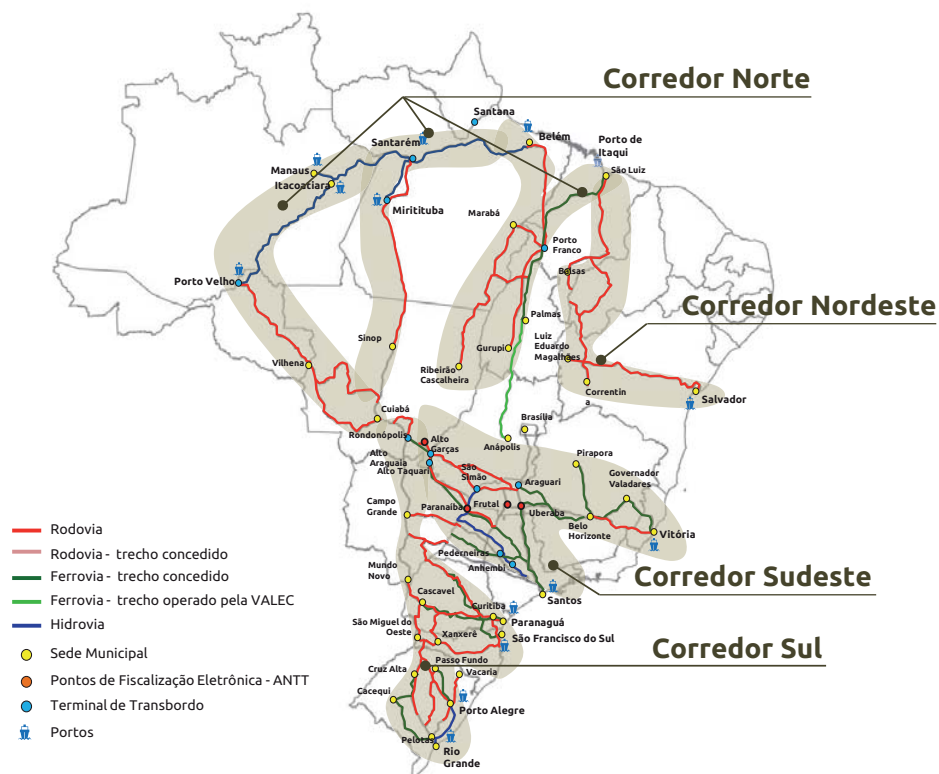 Corredor Norte
Santana
Santarém
Belém
Porto de
Itaqui
São Luiz
Manaus
Itacoatiara
Miritituba
Marabá
Porto
Franco
Porto Velho
Balsas
Corredor Nordeste
Palmas
Sinop
Gurupi
Luiz
Eduardo
Magalhães
Vilhena
Ribeirão
Cascalheira
Correntin
a
Salvador
Cuiabá
Brasília
Rondonópolis
Alto
Garças
Anápolis
Alto
Araguaia
Alto Taquari
São
Simão
Pirapora
Araguari
Governador
Valadares
Campo
Grande
Paranaíba
Frutal
Uberaba
Belo
Horizonte
Vitória
Rodovia
Rodovia - trecho concedido
Ferrovia - trecho concedido
Ferrovia - trecho operado pela VALEC
Hidrovia
Sede Municipal
Pontos de Fiscalização Eletrônica - ANTT
Terminal de Transbordo
Portos
Pederneiras
Anhembi
Mundo
Novo
Corredor Sudeste
Santos
Cascavel
Curitiba
Paranaguá
São Miguel do
Oeste
Xanxerê
São Francisco do Sul
Corredor Sul
Cruz Alta
Passo Fundo
Vacaria
Cacequi
Porto Alegre
Pelotas
Rio
Grande